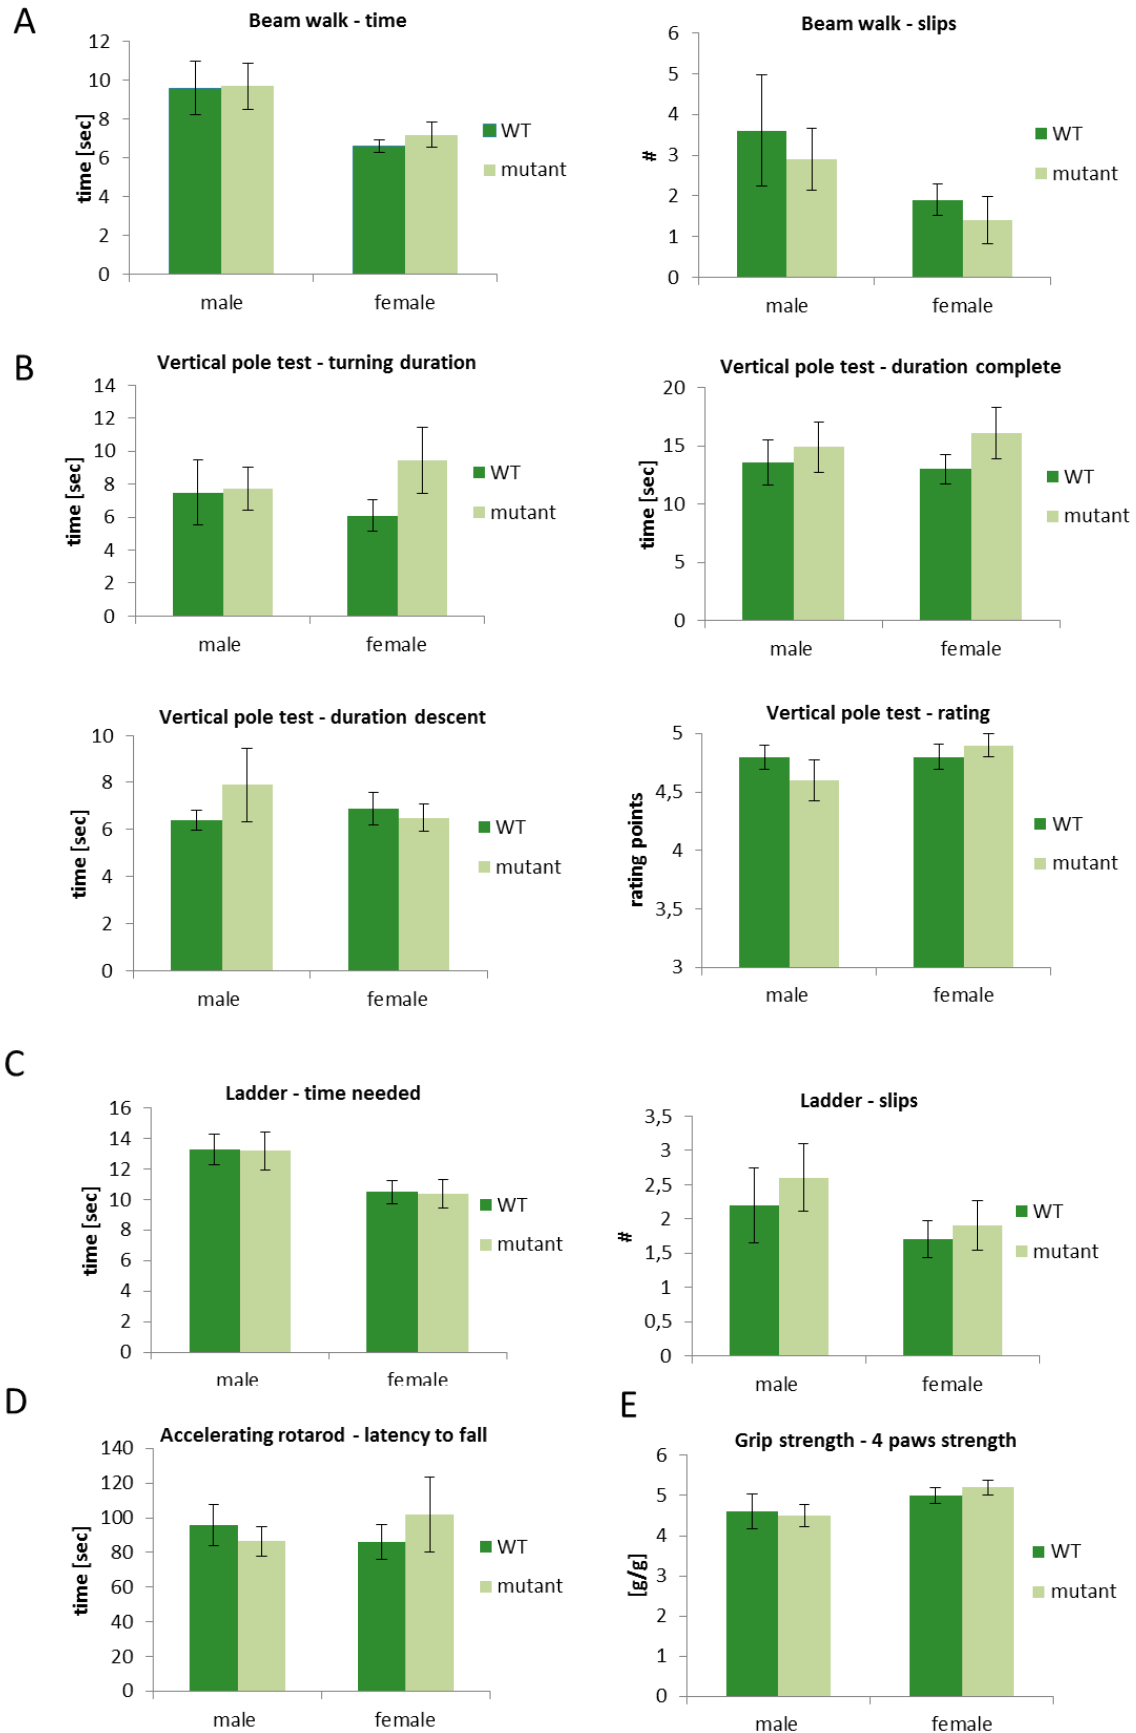 A
Beam walk - time
12
10
8
6
4
2
0
time [sec]
male
female
WT
mutant
Beam walk - slips
6
5
4
3
2
1
0
#
male
female
WT
mutant
B
Vertical pole test - turning duration
14
12
10
8
6
4
2
0
time [sec]
male
female
WT
mutant
Vertical pole test - duration complete
20
15
10
5
0
time [sec]
male
female
WT
mutant
Vertical pole test - duration descent
10
8
6
4
2
0
time [sec]
male
female
WT
mutant
Vertical pole test - rating
5
4,5
4
3,5
3
rating points
male
female
WT
mutant
C
Ladder - time needed
16
14
12
10
8
6
4
2
0
time [sec]
male
female
WT
mutant
Ladder - slips
3,5
3
2,5
2
1,5
1
0,5
0
#
male
female
WT
mutant
D
Accelerating rotarod - latency to fall
140
120
100
80
60
40
20
0
time [sec]
male
female
WT
mutant
E
Grip strength - 4 paws strength
6
5
4
3
2
1
0
[g/g]
male
female
WT
mutant